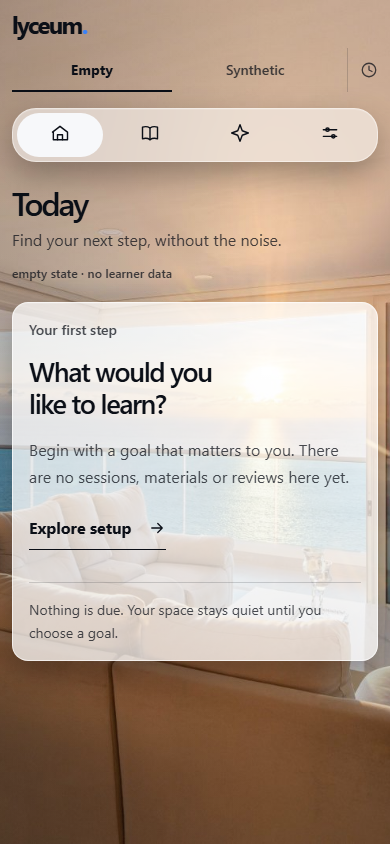 lyceum.
Empty
Synthetic
Today
Find your next step, without the noise.
empty state · no learner data
Your first step
What would you
like to learn?
Begin with a goal that matters to you. There
are no sessions, materials or reviews here yet.
Explore setup →
Nothing is due. Your space stays quiet until you
choose a goal.